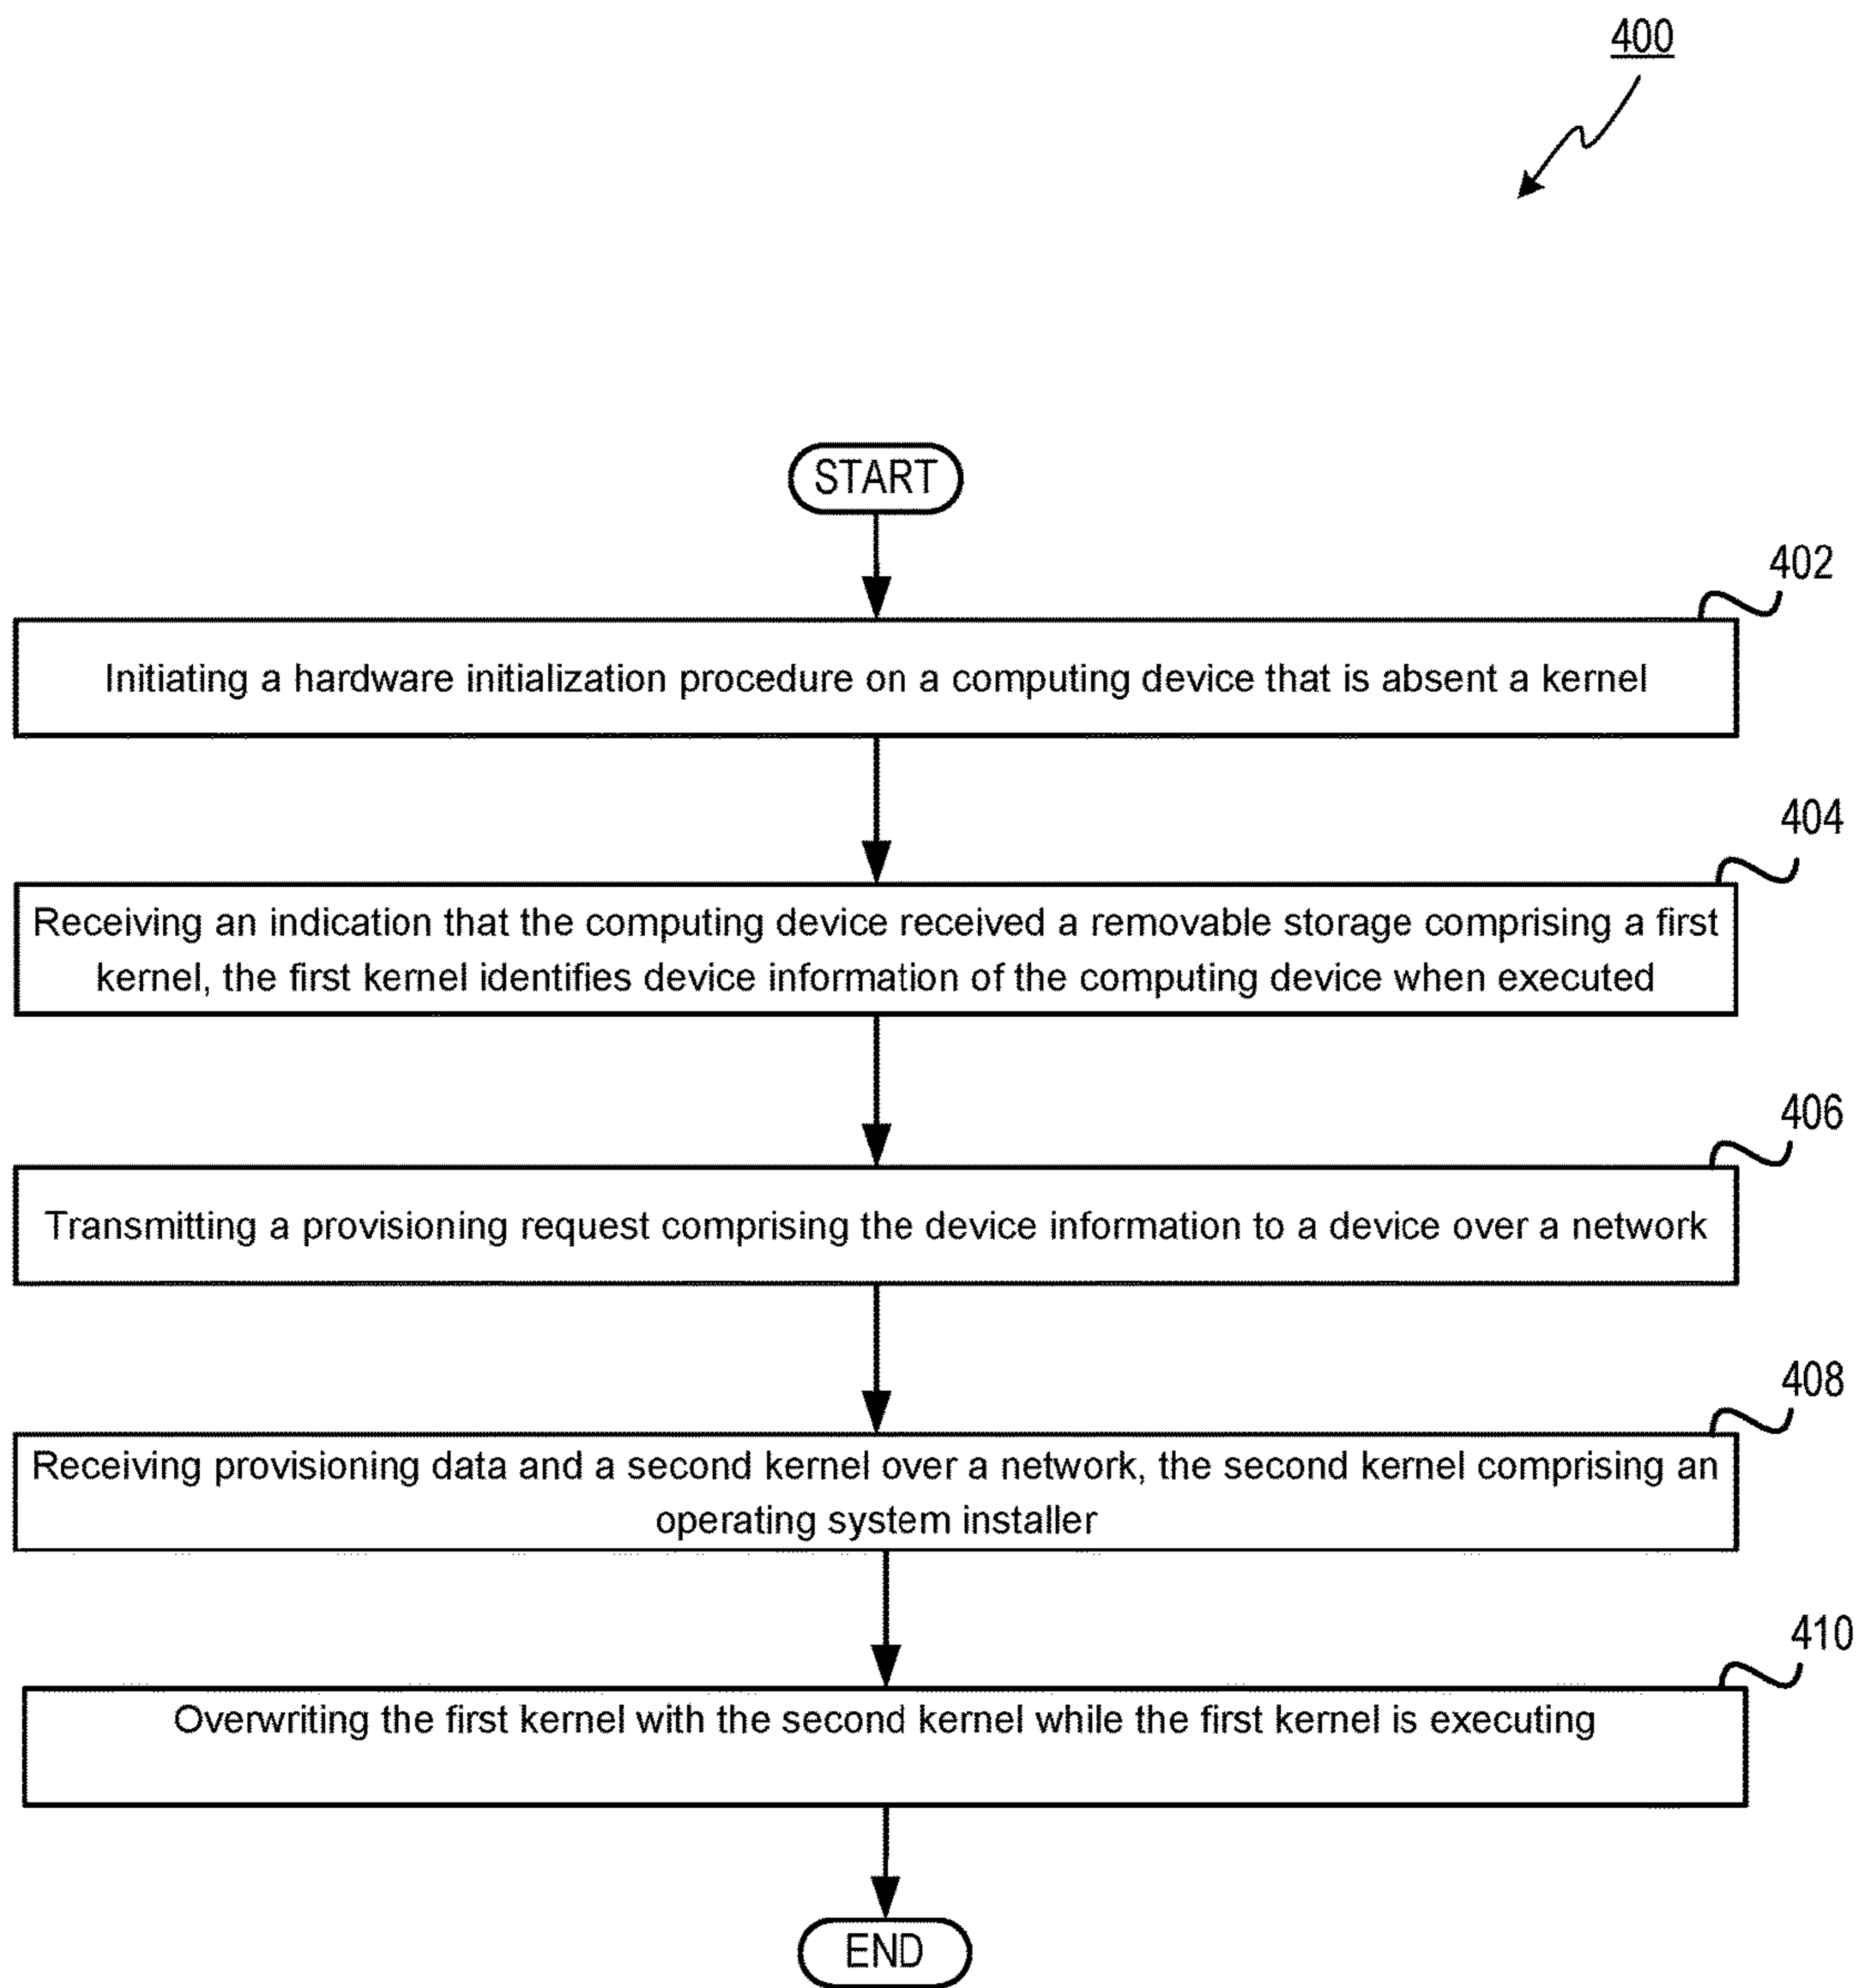 400
START
402
Initiating a hardware initialization procedure on a computing device that is absent a kernel
404
Receiving an indication that the computing device received a removable storage comprising a first
kernel, the first kernel identifies device information of the computing device when executed
406
Transmitting a provisioning request comprising the device information to a device over a network
408
Receiving provisioning data and a second kernel over a network, the second kernel comprising an
operating system installer
410
Overwriting the first kernel with the second kernel while the first kernel is executing
END